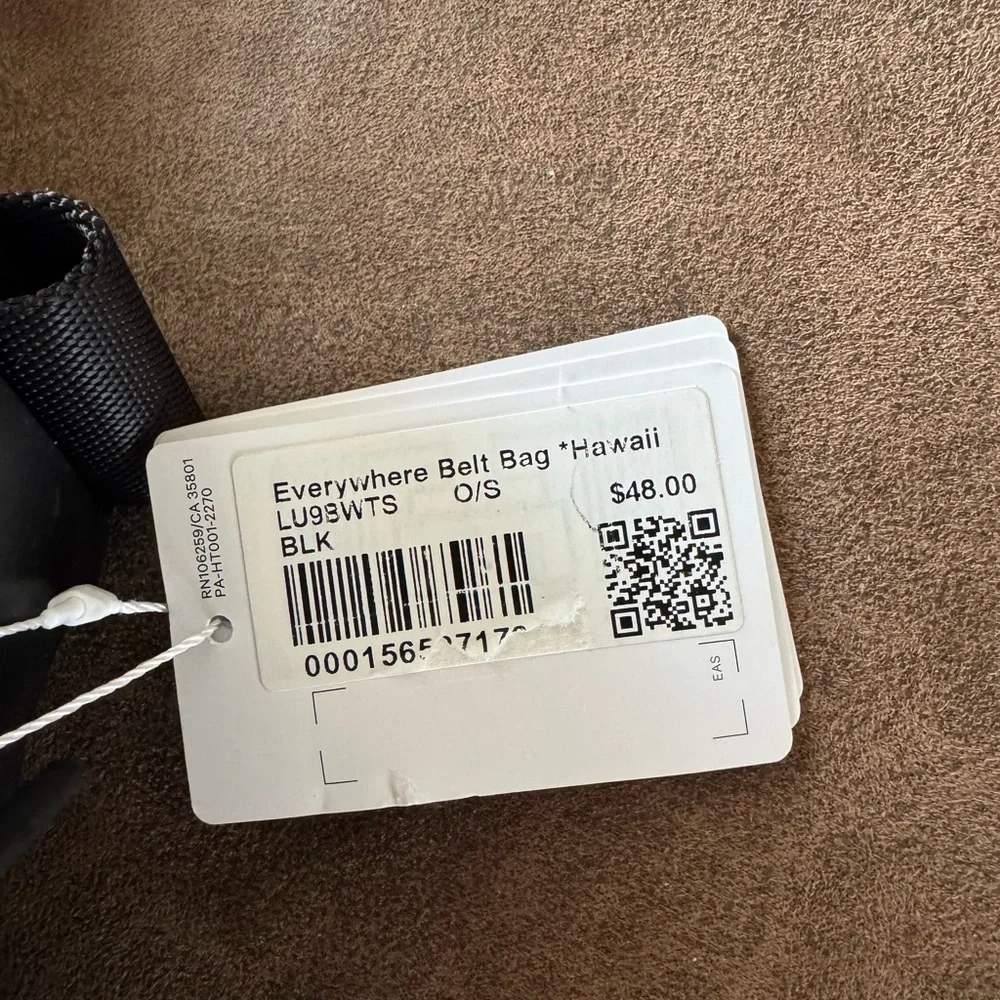 Everywhere Belt Bag *Hawaii
LU9BWTS O/S $48.00
BLK
RN106259/CA 35801
PA-HT001-2270
EAS